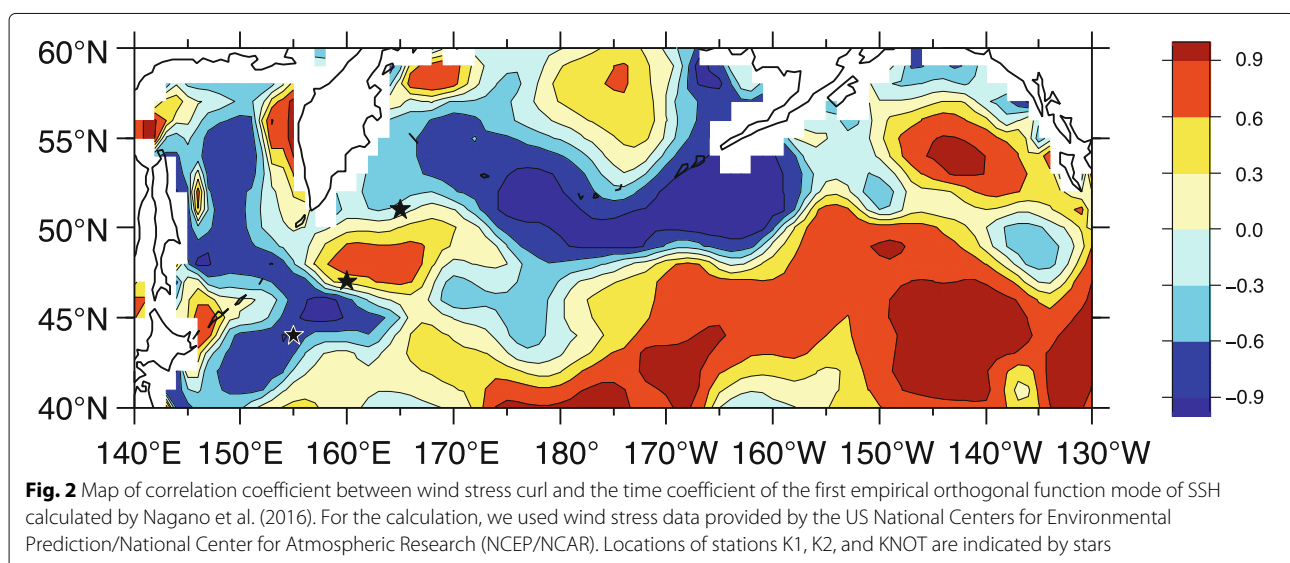 60°N
55°N
50°N
45°N
40°N
140°E 150°E 160°E 170°E 180° 170°W 160°W 150°W 140°W 130°W
0.9
0.6
0.3
0.0
−0.3
−0.6
−0.9
Fig. 2 Map of correlation coefficient between wind stress curl and the time coefficient of the first empirical orthogonal function mode of SSH
calculated by Nagano et al. (2016). For the calculation, we used wind stress data provided by the US National Centers for Environmental
Prediction/National Center for Atmospheric Research (NCEP/NCAR). Locations of stations K1, K2, and KNOT are indicated by stars